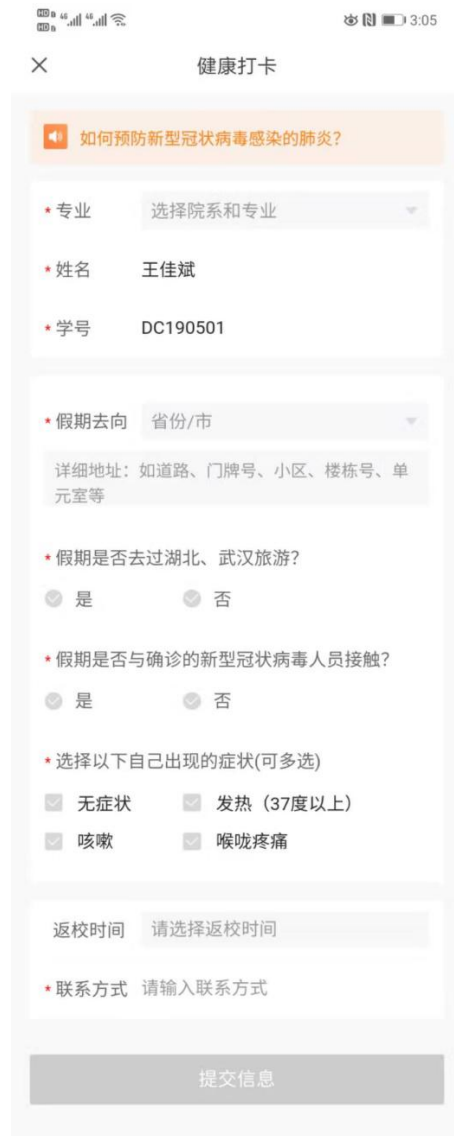 HD B 46 46 3:05
HD B
健康打卡
如何预防新型冠状病毒感染的肺炎?
*专业 选择院系和专业
*姓名 王佳斌
*学号 DC190501
*假期去向 省份/市
详细地址: 如道路、门牌号、小区、楼栋号、单
元室等
*假期是否去过湖北、武汉旅游?
是 否
*假期是否与确诊的新型冠状病毒人员接触?
是 否
*选择以下自己出现的症状(可多选)
无症状 发热(37度以上)
咳嗽 喉咙疼痛
返校时间 请选择返校时间
*联系方式 请输入联系方式
提交信息